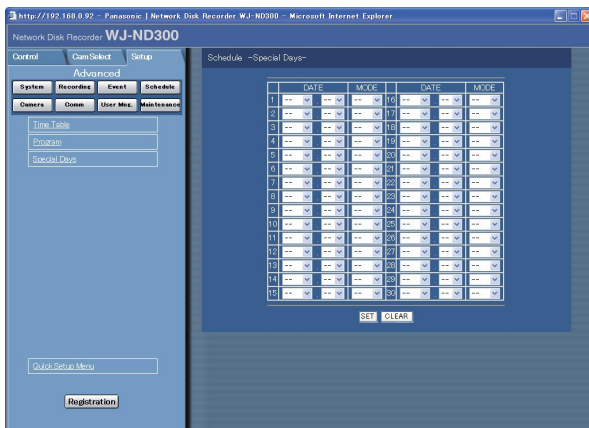 http://192.168.0.92 - Panasonic | Network Disk Recorder WJ-ND300 - Microsoft Internet Explorer
Network Disk Recorder WJ-ND300
Control Cam Select Setup
Advanced
System Recording Event Schedule
Camera Comm User Mng. Maintenance
Time Table
Program
Special Days
Quick Setup Menu
Registration
Schedule -Special Days-
DATE MODE DATE MODE
1 -- . -- -- 16 -- . -- --
2 -- . -- -- 17 -- . -- --
3 -- . -- -- 18 -- . -- --
4 -- . -- -- 19 -- . -- --
5 -- . -- -- 20 -- . -- --
6 -- . -- -- 21 -- . -- --
7 -- . -- -- 22 -- . -- --
8 -- . -- -- 23 -- . -- --
9 -- . -- -- 24 -- . -- --
10 -- . -- -- 25 -- . -- --
11 -- . -- -- 26 -- . -- --
12 -- . -- -- 27 -- . -- --
13 -- . -- -- 28 -- . -- --
14 -- . -- -- 29 -- . -- --
15 -- . -- -- 30 -- . -- --
SET CLEAR